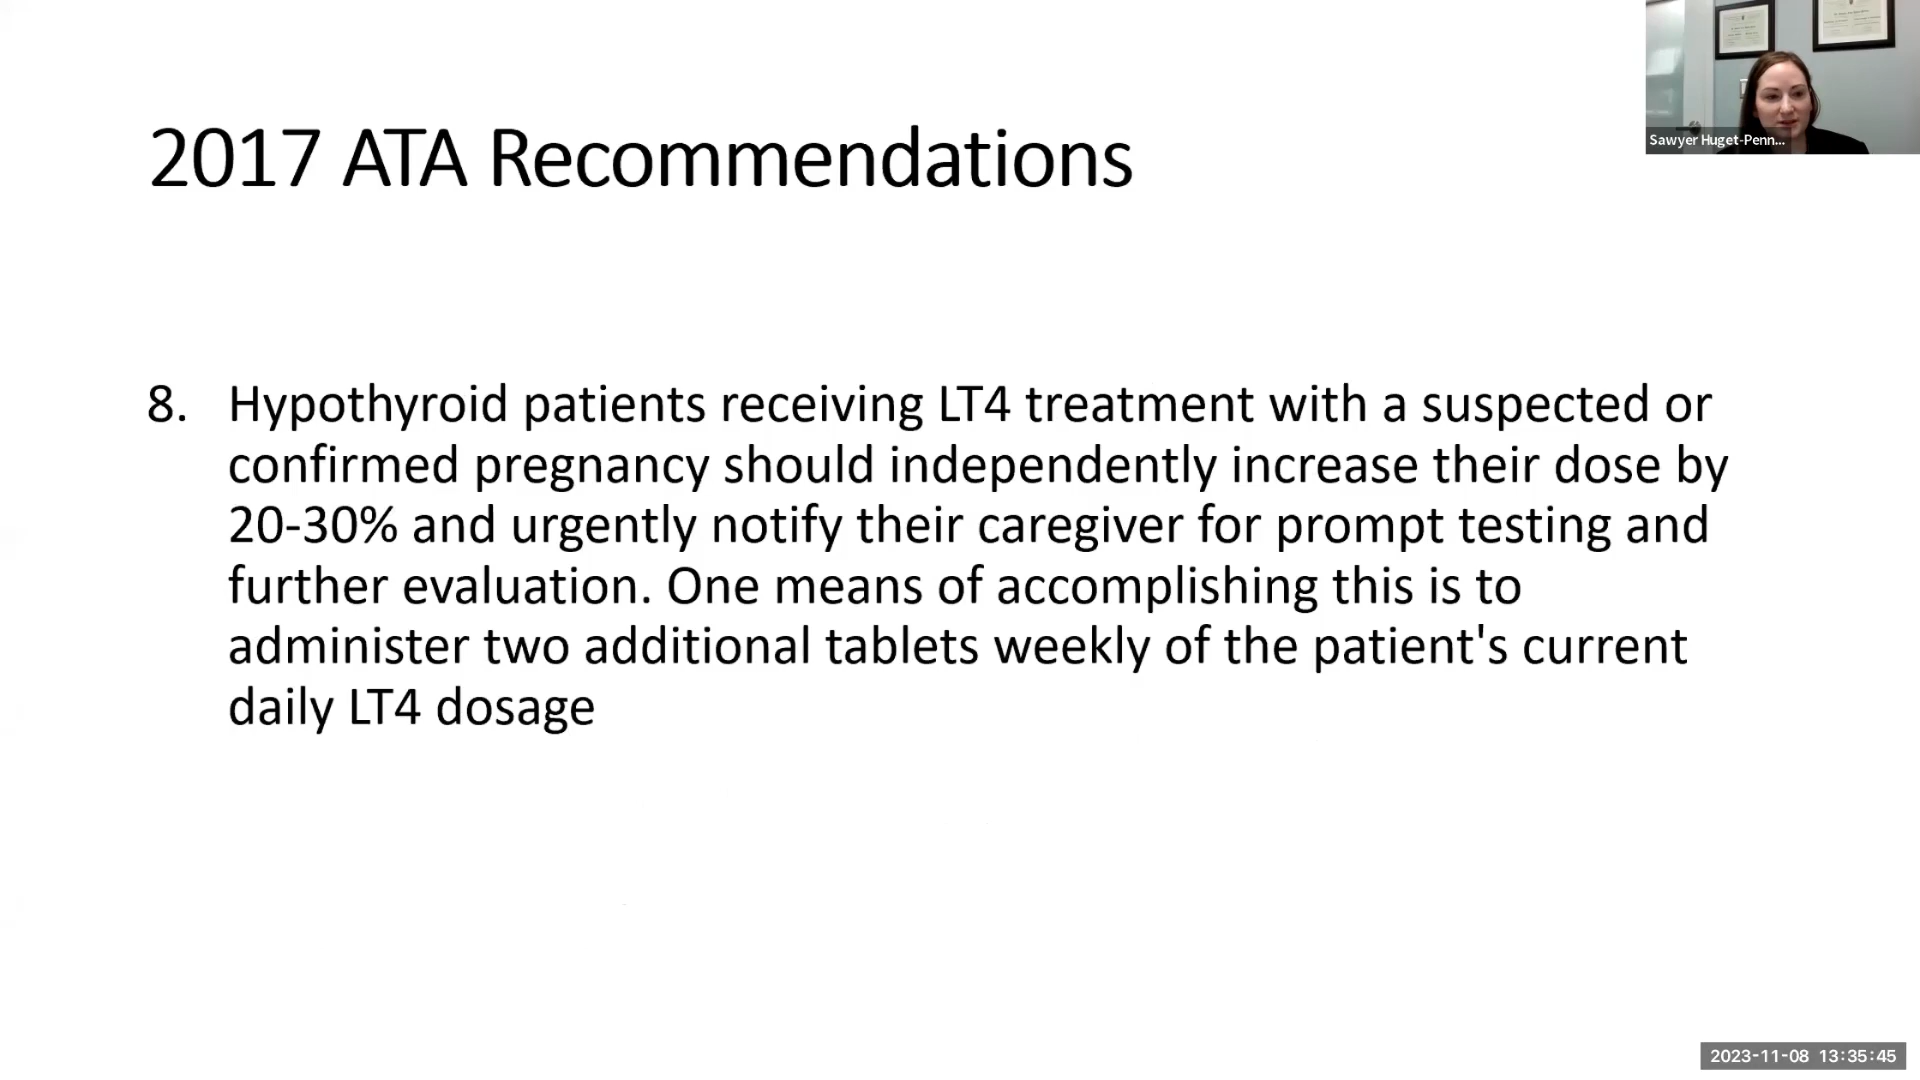 2017 ATA Recommendations
8. Hypothyroid patients receiving LT4 treatment with a suspected or
confirmed pregnancy should independently increase their dose by
20-30% and urgently notify their caregiver for prompt testing and
further evaluation. One means of accomplishing this is to
administer two additional tablets weekly of the patient's current
daily LT4 dosage
Sawyer Huget-Penn...
2023-11-08 13:35:45